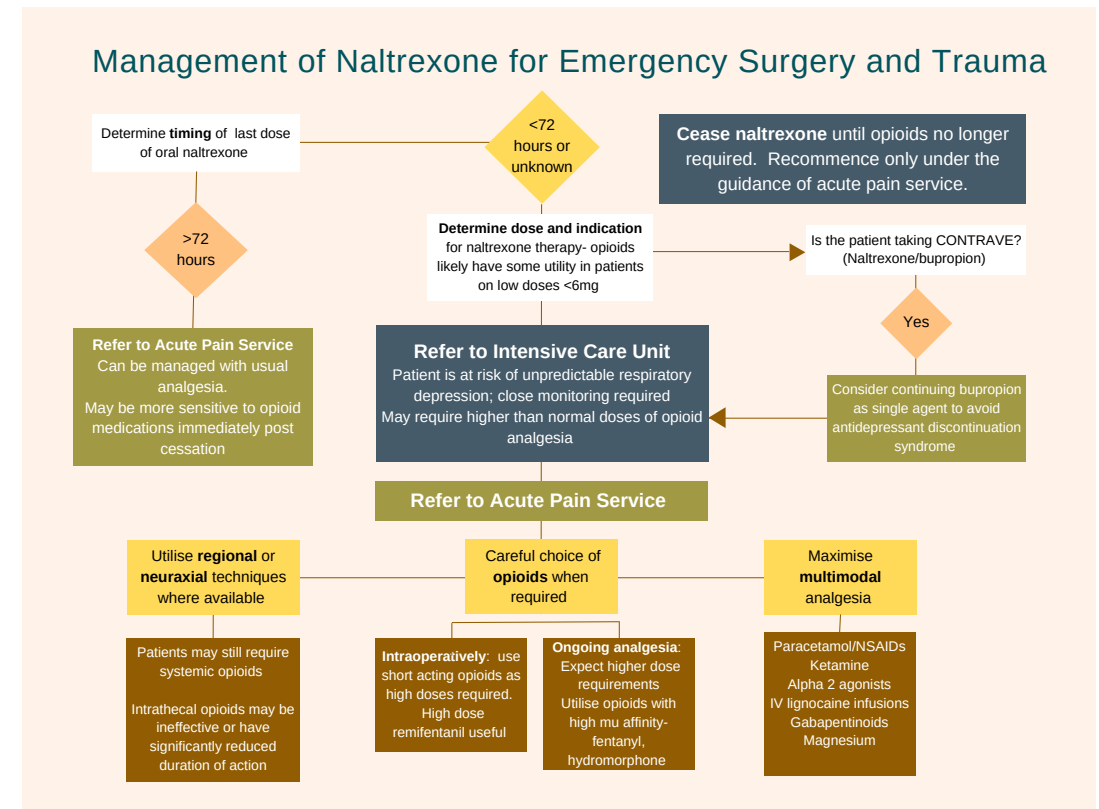 Management of Naltrexone for Emergency Surgery and Trauma
Determine timing of last dose
of oral naltrexone
<72
hours or
unknown
Cease naltrexone until opioids no longer
required. Recommence only under the
guidance of acute pain service.
>72
hours
Determine dose and indication
for naltrexone therapy- opioids
likely have some utility in patients
on low doses <6mg
Is the patient taking CONTRAVE?
(Naltrexone/bupropion)
Yes
Refer to Acute Pain Service
Can be managed with usual
analgesia.
May be more sensitive to opioid
medications immediately post
cessation
Refer to Intensive Care Unit
Patient is at risk of unpredictable respiratory
depression; close monitoring required
May require higher than normal doses of opioid
analgesia
Consider continuing bupropion
as single agent to avoid
antidepressant discontinuation
syndrome
Refer to Acute Pain Service
Utilise regional or
neuraxial techniques
where available
Careful choice of
opioids when
required
Maximise
multimodal
analgesia
Patients may still require
systemic opioids
Intrathecal opioids may be
ineffective or have
significantly reduced
duration of action
Intraoperatively: use
short acting opioids as
high doses required.
High dose
remifentanil useful
Ongoing analgesia:
Expect higher dose
requirements
Utilise opioids with
high mu affinity-
fentanyl,
hydromorphone
Paracetamol/NSAIDs
Ketamine
Alpha 2 agonists
IV lignocaine infusions
Gabapentinoids
Magnesium